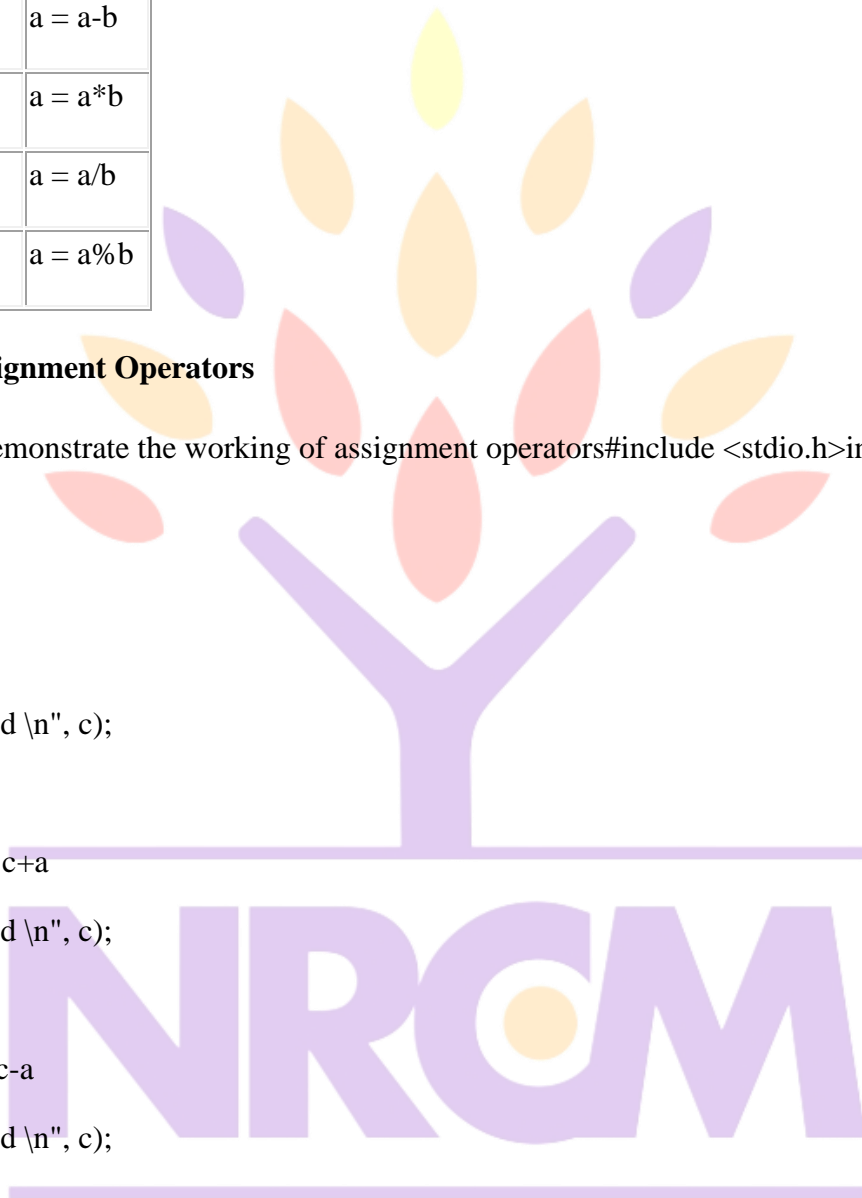 a = a-b
a = a*b
a = a/b
a = a%b
ignment Operators
emonstrate the working of assignment operators#include <stdio.h>in
d \n", c);
c+a
d \n", c);
c-a
d \n", c);
NRCM